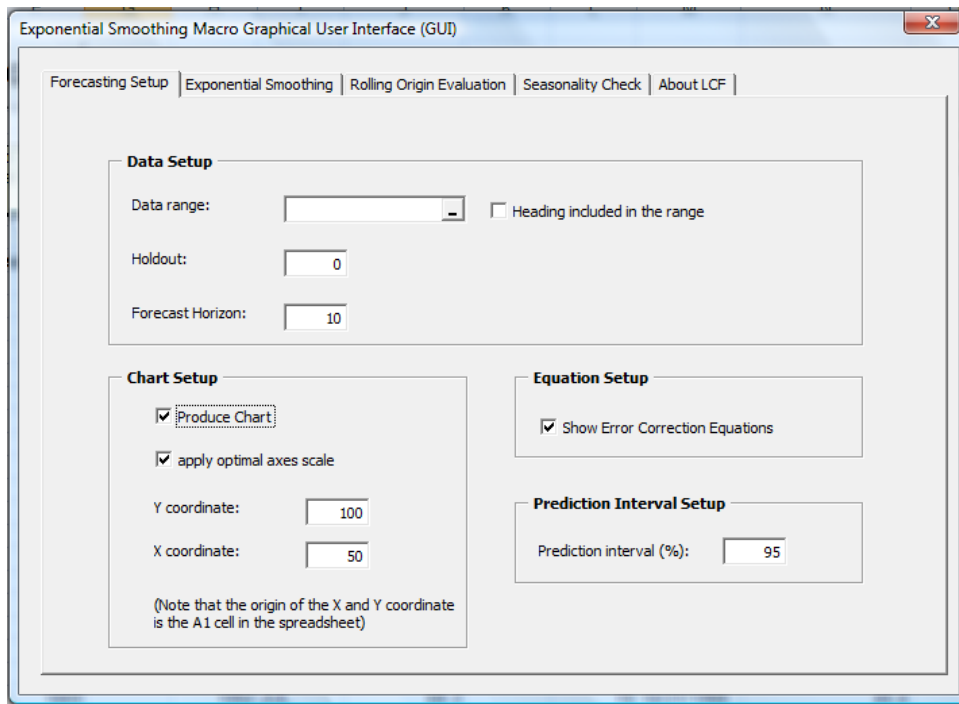 Exponential Smoothing Macro Graphical User Interface (GUI)
Forecasting Setup
Exponential Smoothing
Rolling Origin Evaluation
Seasonality Check
About LCF
Data Setup
Data range:
Heading included in the range
Holdout:
0
Forecast Horizon:
10
Chart Setup
Produce Chart
apply optimal axes scale
Y coordinate:
100
X coordinate:
50
(Note that the origin of the X and Y coordinate
is the A1 cell in the spreadsheet)
Equation Setup
Show Error Correction Equations
Prediction Interval Setup
Prediction interval (%):
95